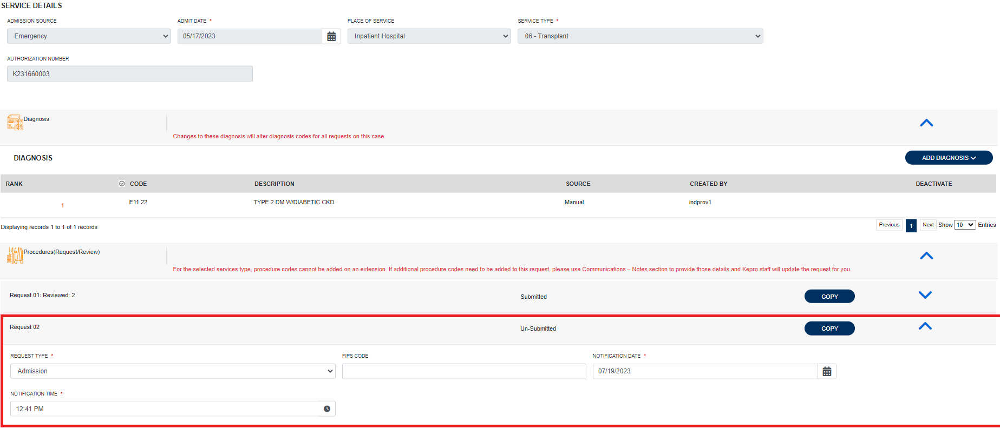 SERVICE DETAILS
ADMISSION SOURCE
ADMIT DATE *
PLACE OF SERVICE
SERVICE TYPE *
Emergency
05/17/2023
Inpatient Hospital
06 - Transplant
AUTHORIZATION NUMBER
K231660003
Diagnosis
Changes to these diagnosis will alter diagnosis codes for all requests on this case.
DIAGNOSIS
ADD DIAGNOSIS
RANK CODE DESCRIPTION SOURCE CREATED BY DEACTIVATE
1 E11.22 TYPE 2 DM W/DIABETIC CKD Manual indprov1
Displaying records 1 to 1 of 1 records
Previous 1 Next Show 10 Entries
Procedures(Request/Review)
For the selected services type, procedure codes cannot be added on an extension. If additional procedure codes need to be added to this request, please use Communications – Notes section to provide those details and Kepro staff will update the request for you.
Request 01: Reviewed: 2 Submitted COPY
Request 02 Un-Submitted COPY
REQUEST TYPE *
FIPS CODE
NOTIFICATION DATE *
Admission
07/19/2023
NOTIFICATION TIME *
12:41 PM